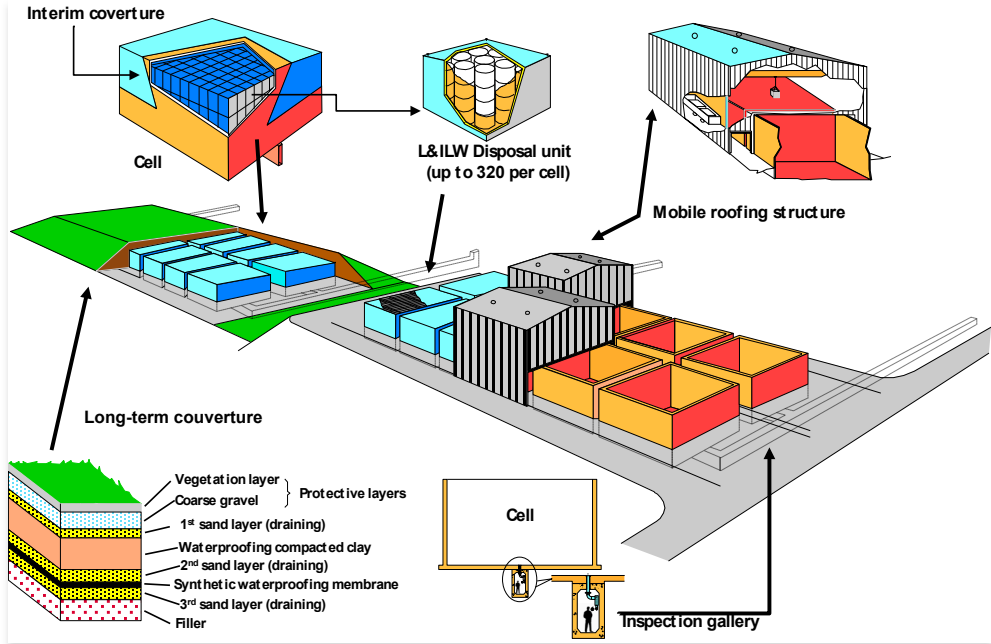 Interim coverture
Cell
L&ILW Disposal unit
(up to 320 per cell)
Mobile roofing structure
Long-term couverture
Vegetation layer
Coarse gravel
Protective layers
1st sand layer (draining)
Waterproofing compacted clay
2nd sand layer (draining)
Synthetic waterproofing membrane
3rd sand layer (draining)
Filler
Cell
Inspection gallery